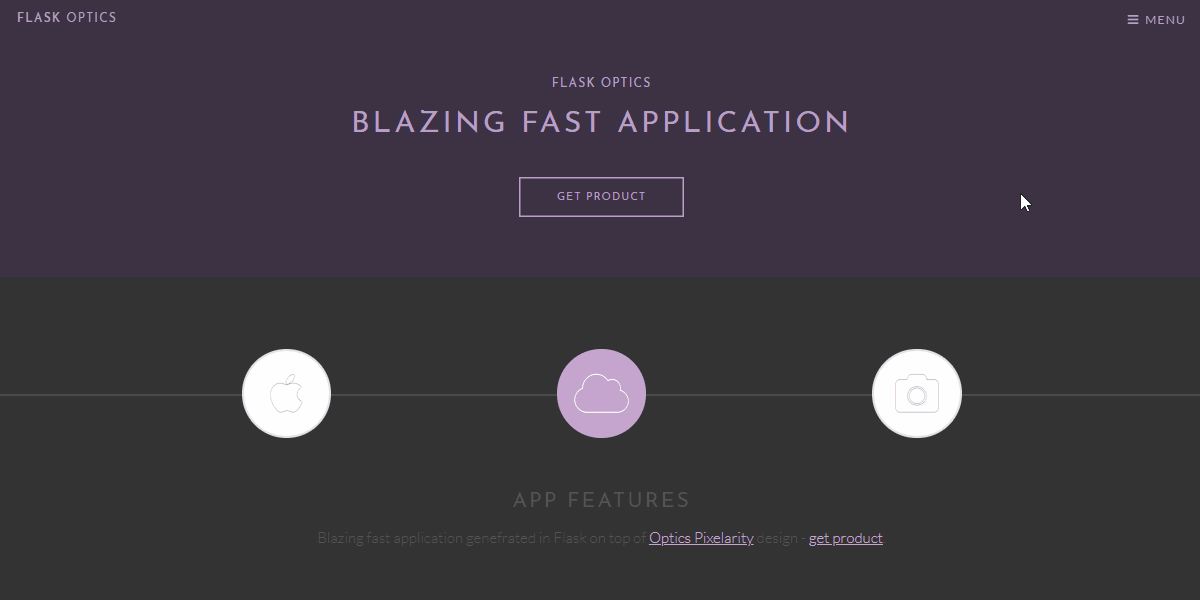 FLASK OPTICS
MENU
FLASK OPTICS
BLAZING FAST APPLICATION
GET PRODUCT
APP FEATURES
Blazing fast application genefrated in Flask on top of Optics Pixelarity design - get product